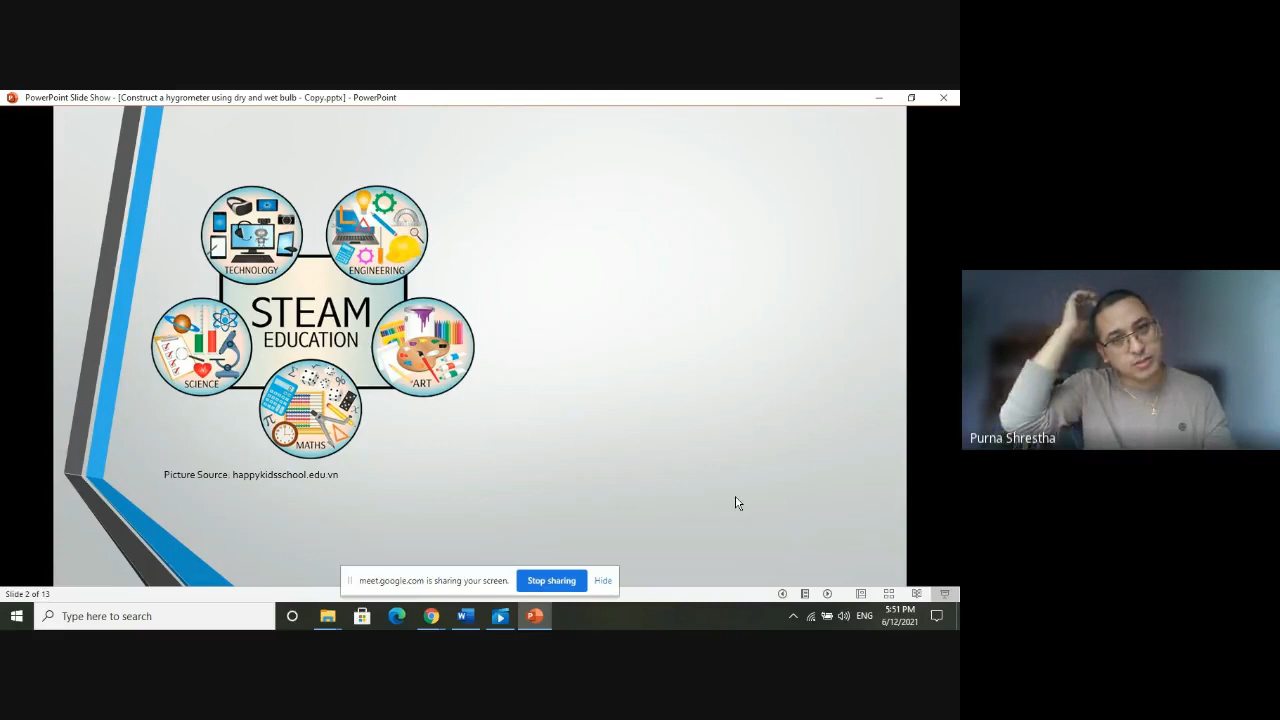 PowerPoint Slide Show - [Construct a hygrometer using dry and wet bulb - Copy.pptx] - PowerPoint
TECHNOLOGY
ENGINEERING
STEAM
EDUCATION
SCIENCE
ART
MATHS
Picture Source: happykidsschool.edu.vn
Purna Shrestha
meet.google.com is sharing your screen.
Stop sharing
Hide
Slide 2 of 13
Type here to search
ENG
5:51 PM
6/12/2021